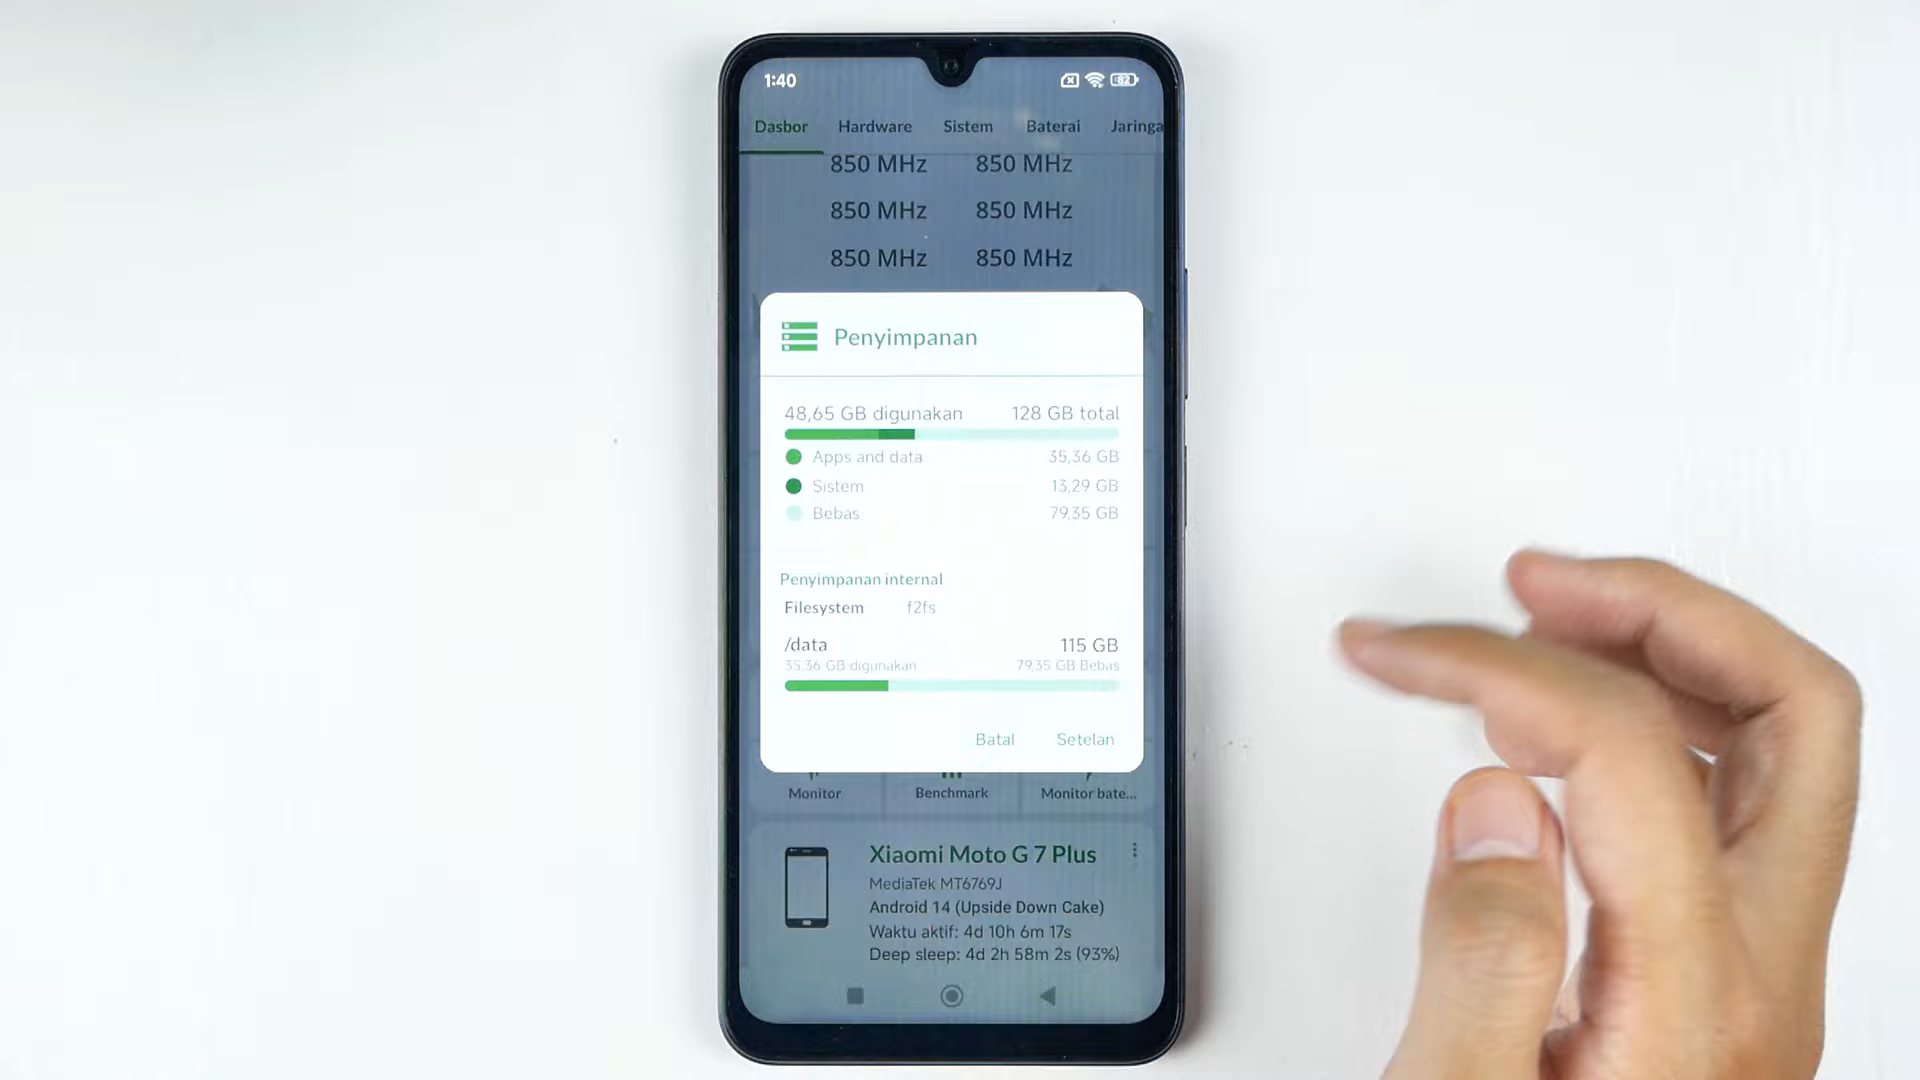 1:40
82
Dasbor Hardware Sistem Baterai Jaringa
850 MHz 850 MHz
850 MHz 850 MHz
850 MHz 850 MHz
Penyimpanan
48,65 GB digunakan 128 GB total
Apps and data 35,36 GB
Sistem 13,29 GB
Bebas 79,35 GB
Penyimpanan internal
Filesystem f2fs
/data 115 GB
35,36 GB digunakan 79,35 GB Bebas
Batal Setelan
Monitor Benchmark Monitor bate...
Xiaomi Moto G 7 Plus
MediaTek MT6769J
Android 14 (Upside Down Cake)
Waktu aktif: 4d 10h 6m 17s
Deep sleep: 4d 2h 58m 2s (93%)